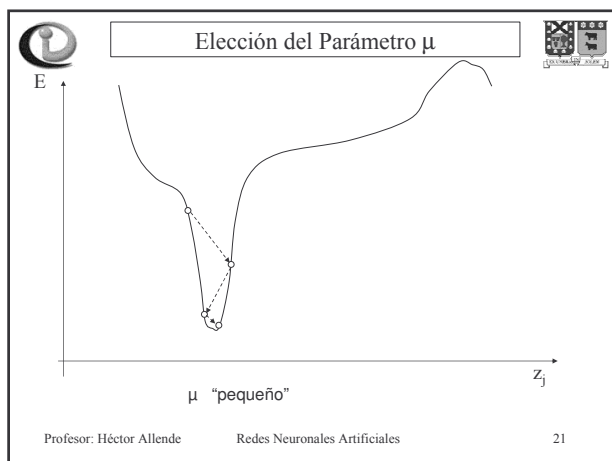 Elección del Parámetro μ
E
z_j
μ “pequeño”
Profesor: Héctor Allende
Redes Neuronales Artificiales
21